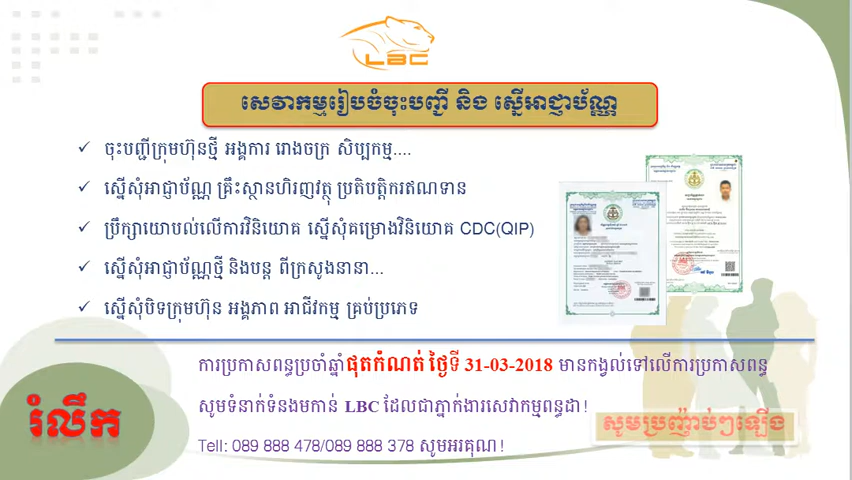 LBC
សេវាកម្មរៀបចំចុះបញ្ជី និង ស្នើអាជ្ញាប័ណ្ណ
ចុះបញ្ជីក្រុមហ៊ុនថ្មី អង្គការ រោងចក្រ សិប្បកម្ម....
ស្នើសុំអាជ្ញាប័ណ្ណ គ្រឹះស្ថានហិរញ្ញវត្ថុ ប្រតិបត្តិករឥណទាន
ប្រឹក្សាយោបល់លើការវិនិយោគ ស្នើសុំគម្រោងវិនិយោគ CDC(QIP)
ស្នើសុំអាជ្ញាប័ណ្ណថ្មី និងបន្ត ពីក្រសួងនានា...
ស្នើសុំបិទក្រុមហ៊ុន អង្គភាព អាជីវកម្ម គ្រប់ប្រភេទ
ការប្រកាសពន្ធប្រចាំឆ្នាំផុតកំណត់ ថ្ងៃទី 31-03-2018 មានកង្វល់ទៅលើការប្រកាសពន្ធ
សូមទំនាក់ទំនងមកាន់ LBC ដែលជាភ្នាក់ងារសេវាកម្មពន្ធដា!
Tell: 089 888 478/089 888 378 សូមអរគុណ!
រំលឹក
សូមប្រញ៉ាប់ៗឡើង